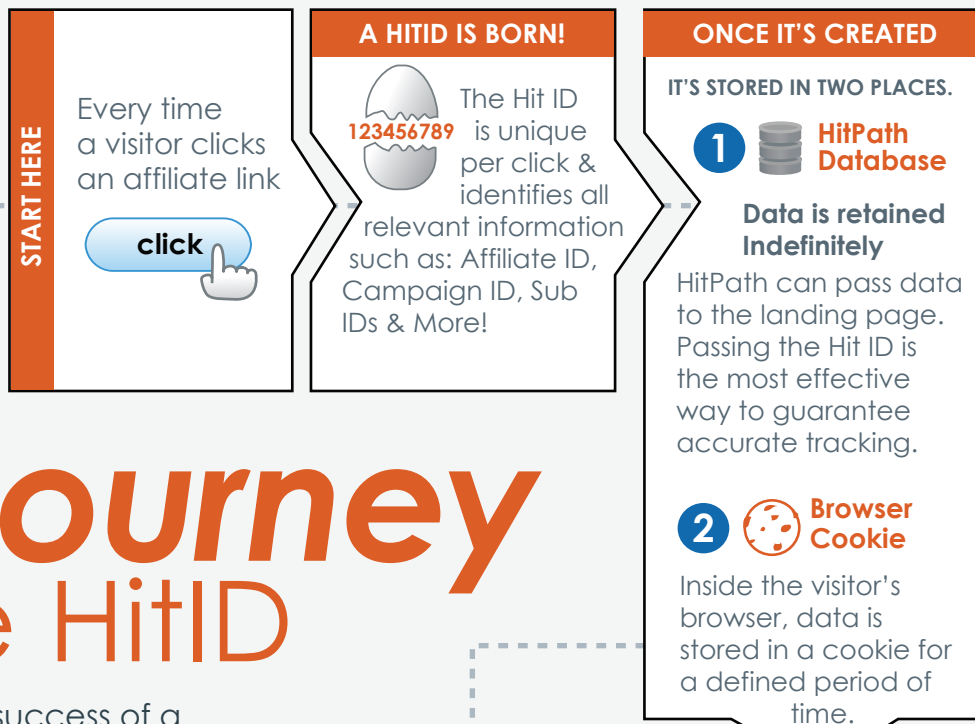 START HERE
Every time
a visitor clicks
an affiliate link
click
A HITID IS BORN!
123456789
The Hit ID
is unique
per click &
identifies all
relevant information
such as: Affiliate ID,
Campaign ID, Sub
IDs & More!
ONCE IT'S CREATED
IT'S STORED IN TWO PLACES.
1
HitPath
Database
Data is retained
Indefinitely
HitPath can pass data
to the landing page.
Passing the Hit ID is
the most effective
way to guarantee
accurate tracking.
2
Browser
Cookie
Inside the visitor's
browser, data is
stored in a cookie for
a defined period of
time.
ourney
e HitID
success of a